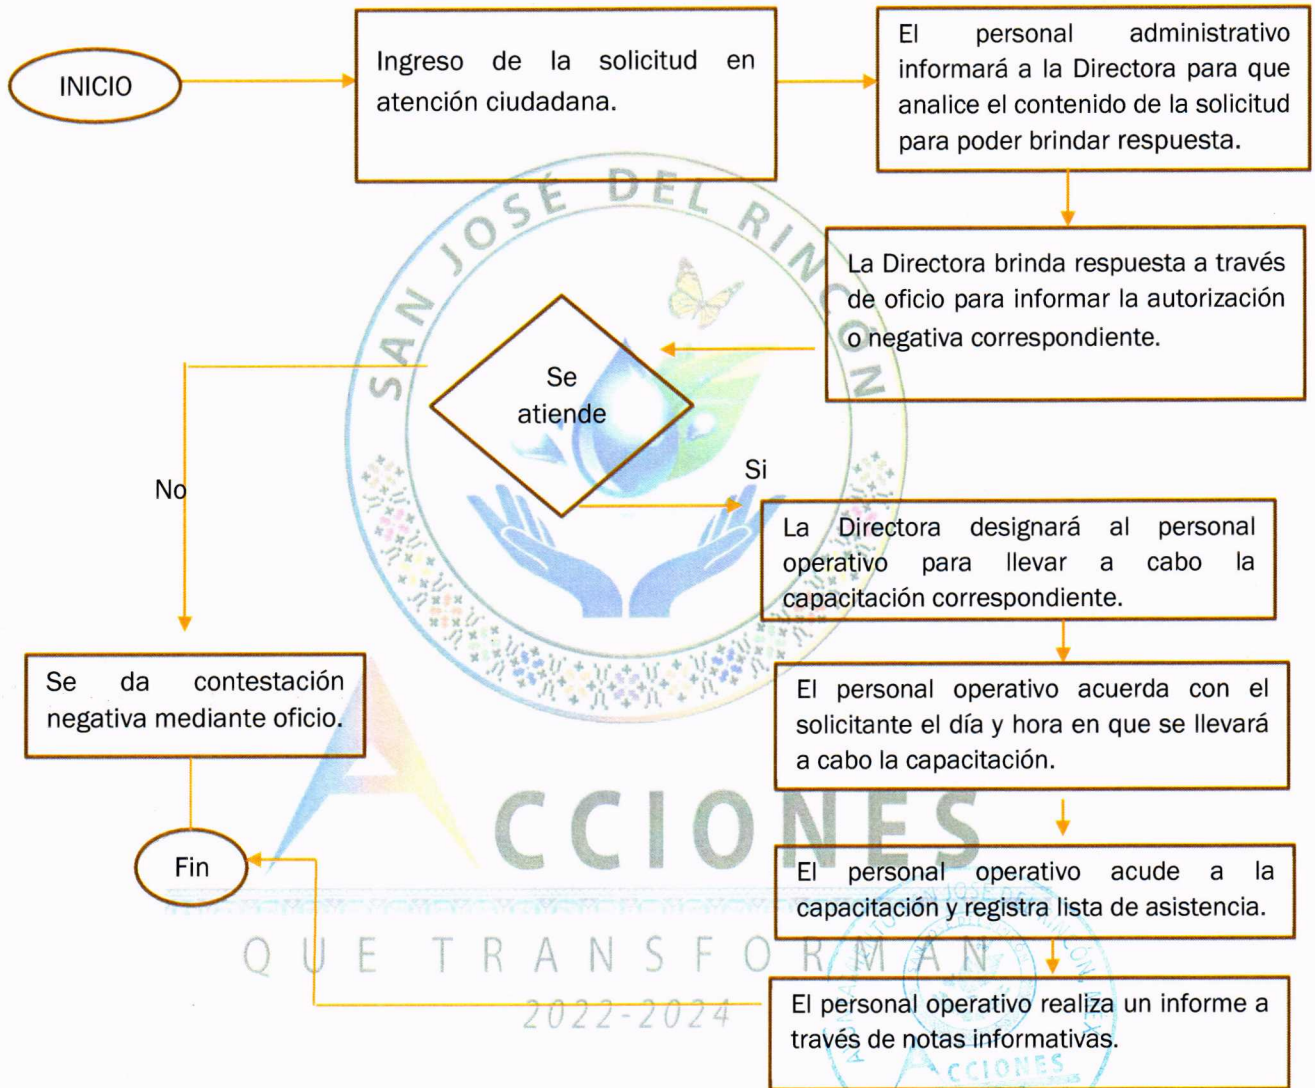 INICIO
Ingreso de la solicitud en
atención ciudadana.
El personal administrativo
informará a la Directora para que
analice el contenido de la solicitud
para poder brindar respuesta.
La Directora brinda respuesta a través
de oficio para informar la autorización
o negativa correspondiente.
SAN JOSÉ DEL RINCÓN
Se
atiende
No
Si
La Directora designará al personal
operativo para llevar a cabo la
capacitación correspondiente.
Se da contestación
negativa mediante oficio.
El personal operativo acuerda con el
solicitante el día y hora en que se llevará
a cabo la capacitación.
ACCIONES
Fin
El personal operativo acude a la
capacitación y registra lista de asistencia.
QUE TRANSFORMAN
2022-2024
El personal operativo realiza un informe a
través de notas informativas.
ACCIONES